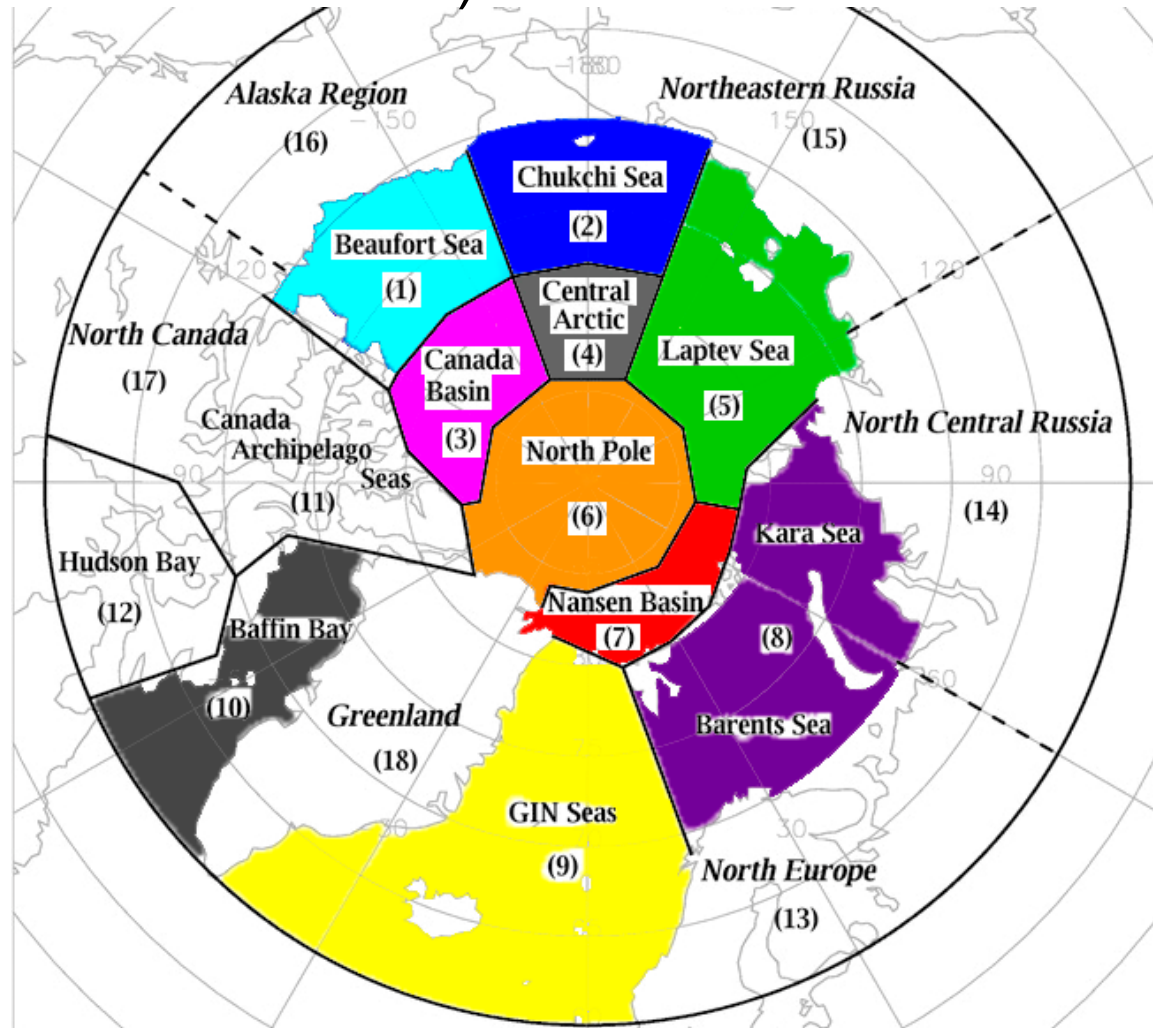 Alaska Region
(16)
Northeastern Russia
(15)
-150
150
Chukchi Sea
(2)
Beaufort Sea
(1)
Central
Arctic
(4)
120
North Canada
(17)
Canada
Basin
(3)
Laptev Sea
(5)
Canada
Archipelago
Seas
(11)
North Pole
(6)
North Central Russia
90
(14)
Kara Sea
Hudson Bay
(12)
Baffin Bay
(10)
Nansen Basin
(7)
(8)
Barents Sea
Greenland
(18)
75
GIN Seas
(9)
30
North Europe
(13)